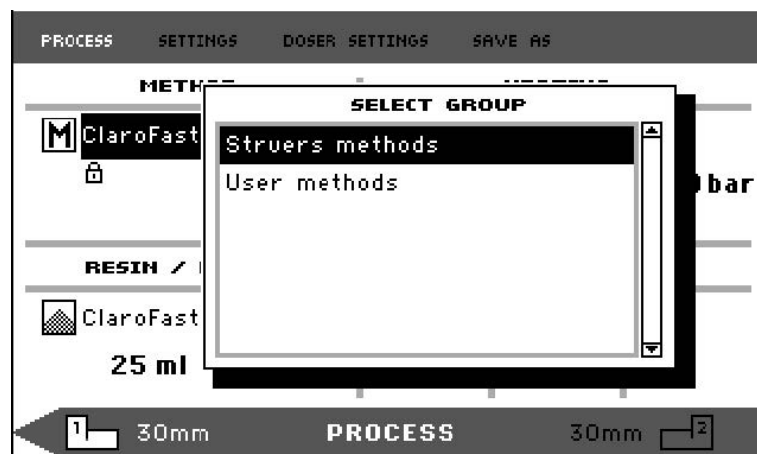 PROCESS SETTINGS DOSER SETTINGS SAVE AS
SELECT GROUP
M ClaroFast
Struers methods
User methods
bar
RESIN /
ClaroFast
25 ml
1 30mm PROCESS 30mm 2